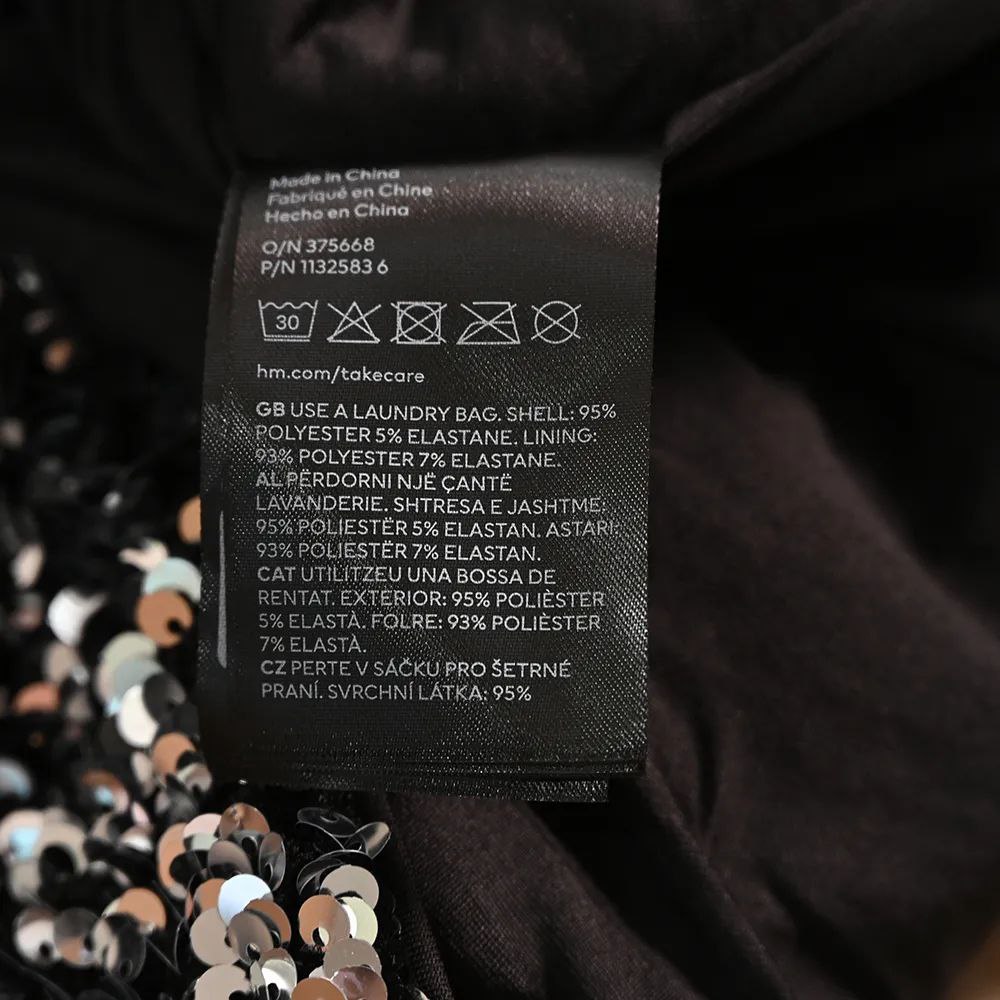 Made in China
Fabriqué en Chine
Hecho en China
O/N 375668
P/N 1132583 6
30
hm.com/takecare
GB USE A LAUNDRY BAG. SHELL: 95%
POLYESTER 5% ELASTANE. LINING:
93% POLYESTER 7% ELASTANE.
AL PËRDORNI NJË ÇANTË
LAVANDERIE. SHTRESA E JASHTME:
95% POLIESTËR 5% ELASTAN. ASTARI:
93% POLIESTËR 7% ELASTAN.
CAT UTILITZEU UNA BOSSA DE
RENTAT. EXTERIOR: 95% POLIÈSTER
5% ELASTÀ. FOLRE: 93% POLIÈSTER
7% ELASTÀ.
CZ PERTE V SÁČKU PRO ŠETRNÉ
PRANÍ. SVRCHNÍ LÁTKA: 95%